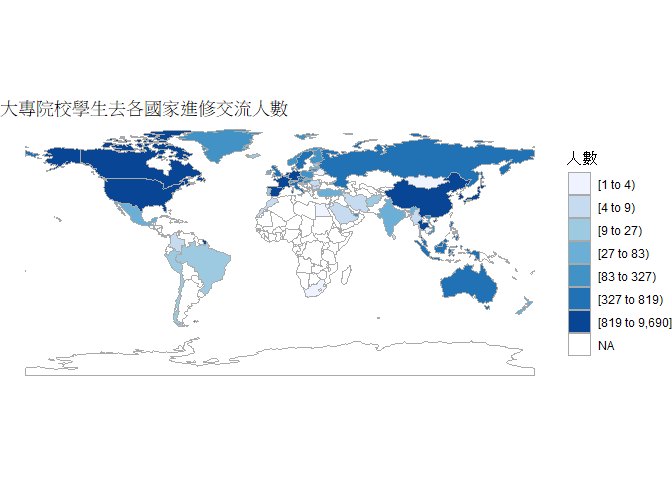 大專院校學生去各國家進修交流人數
人數
[1 to 4)
[4 to 9)
[9 to 27)
[27 to 83)
[83 to 327)
[327 to 819)
[819 to 9,690]
NA